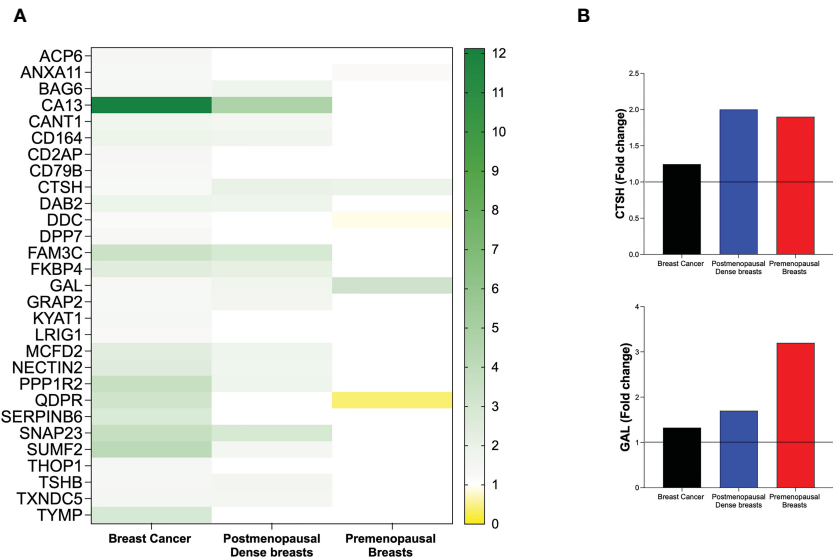 A
ACP6
ANXA11
BAG6
CA13
CANT1
CD164
CD2AP
CD79B
CTSH
DAB2
DDC
DPP7
FAM3C
FKBP4
GAL
GRAP2
KYAT1
LRIG1
MCFD2
NECTIN2
PPP1R2
QDPR
SERPINB6
SNAP23
SUMF2
THOP1
TSHB
TXNDC5
TYMP
Breast Cancer
Postmenopausal
Dense breasts
Premenopausal
Breasts
12
11
10
9
8
7
6
5
4
3
2
1
0
B
CTSH (Fold change)
2.5
2.0
1.5
1.0
0.5
0.0
Breast Cancer
Postmenopausal
Dense breasts
Premenopausal
Breasts
GAL (Fold change)
4
3
2
1
0
Breast Cancer
Postmenopausal
Dense breasts
Premenopausal
Breasts